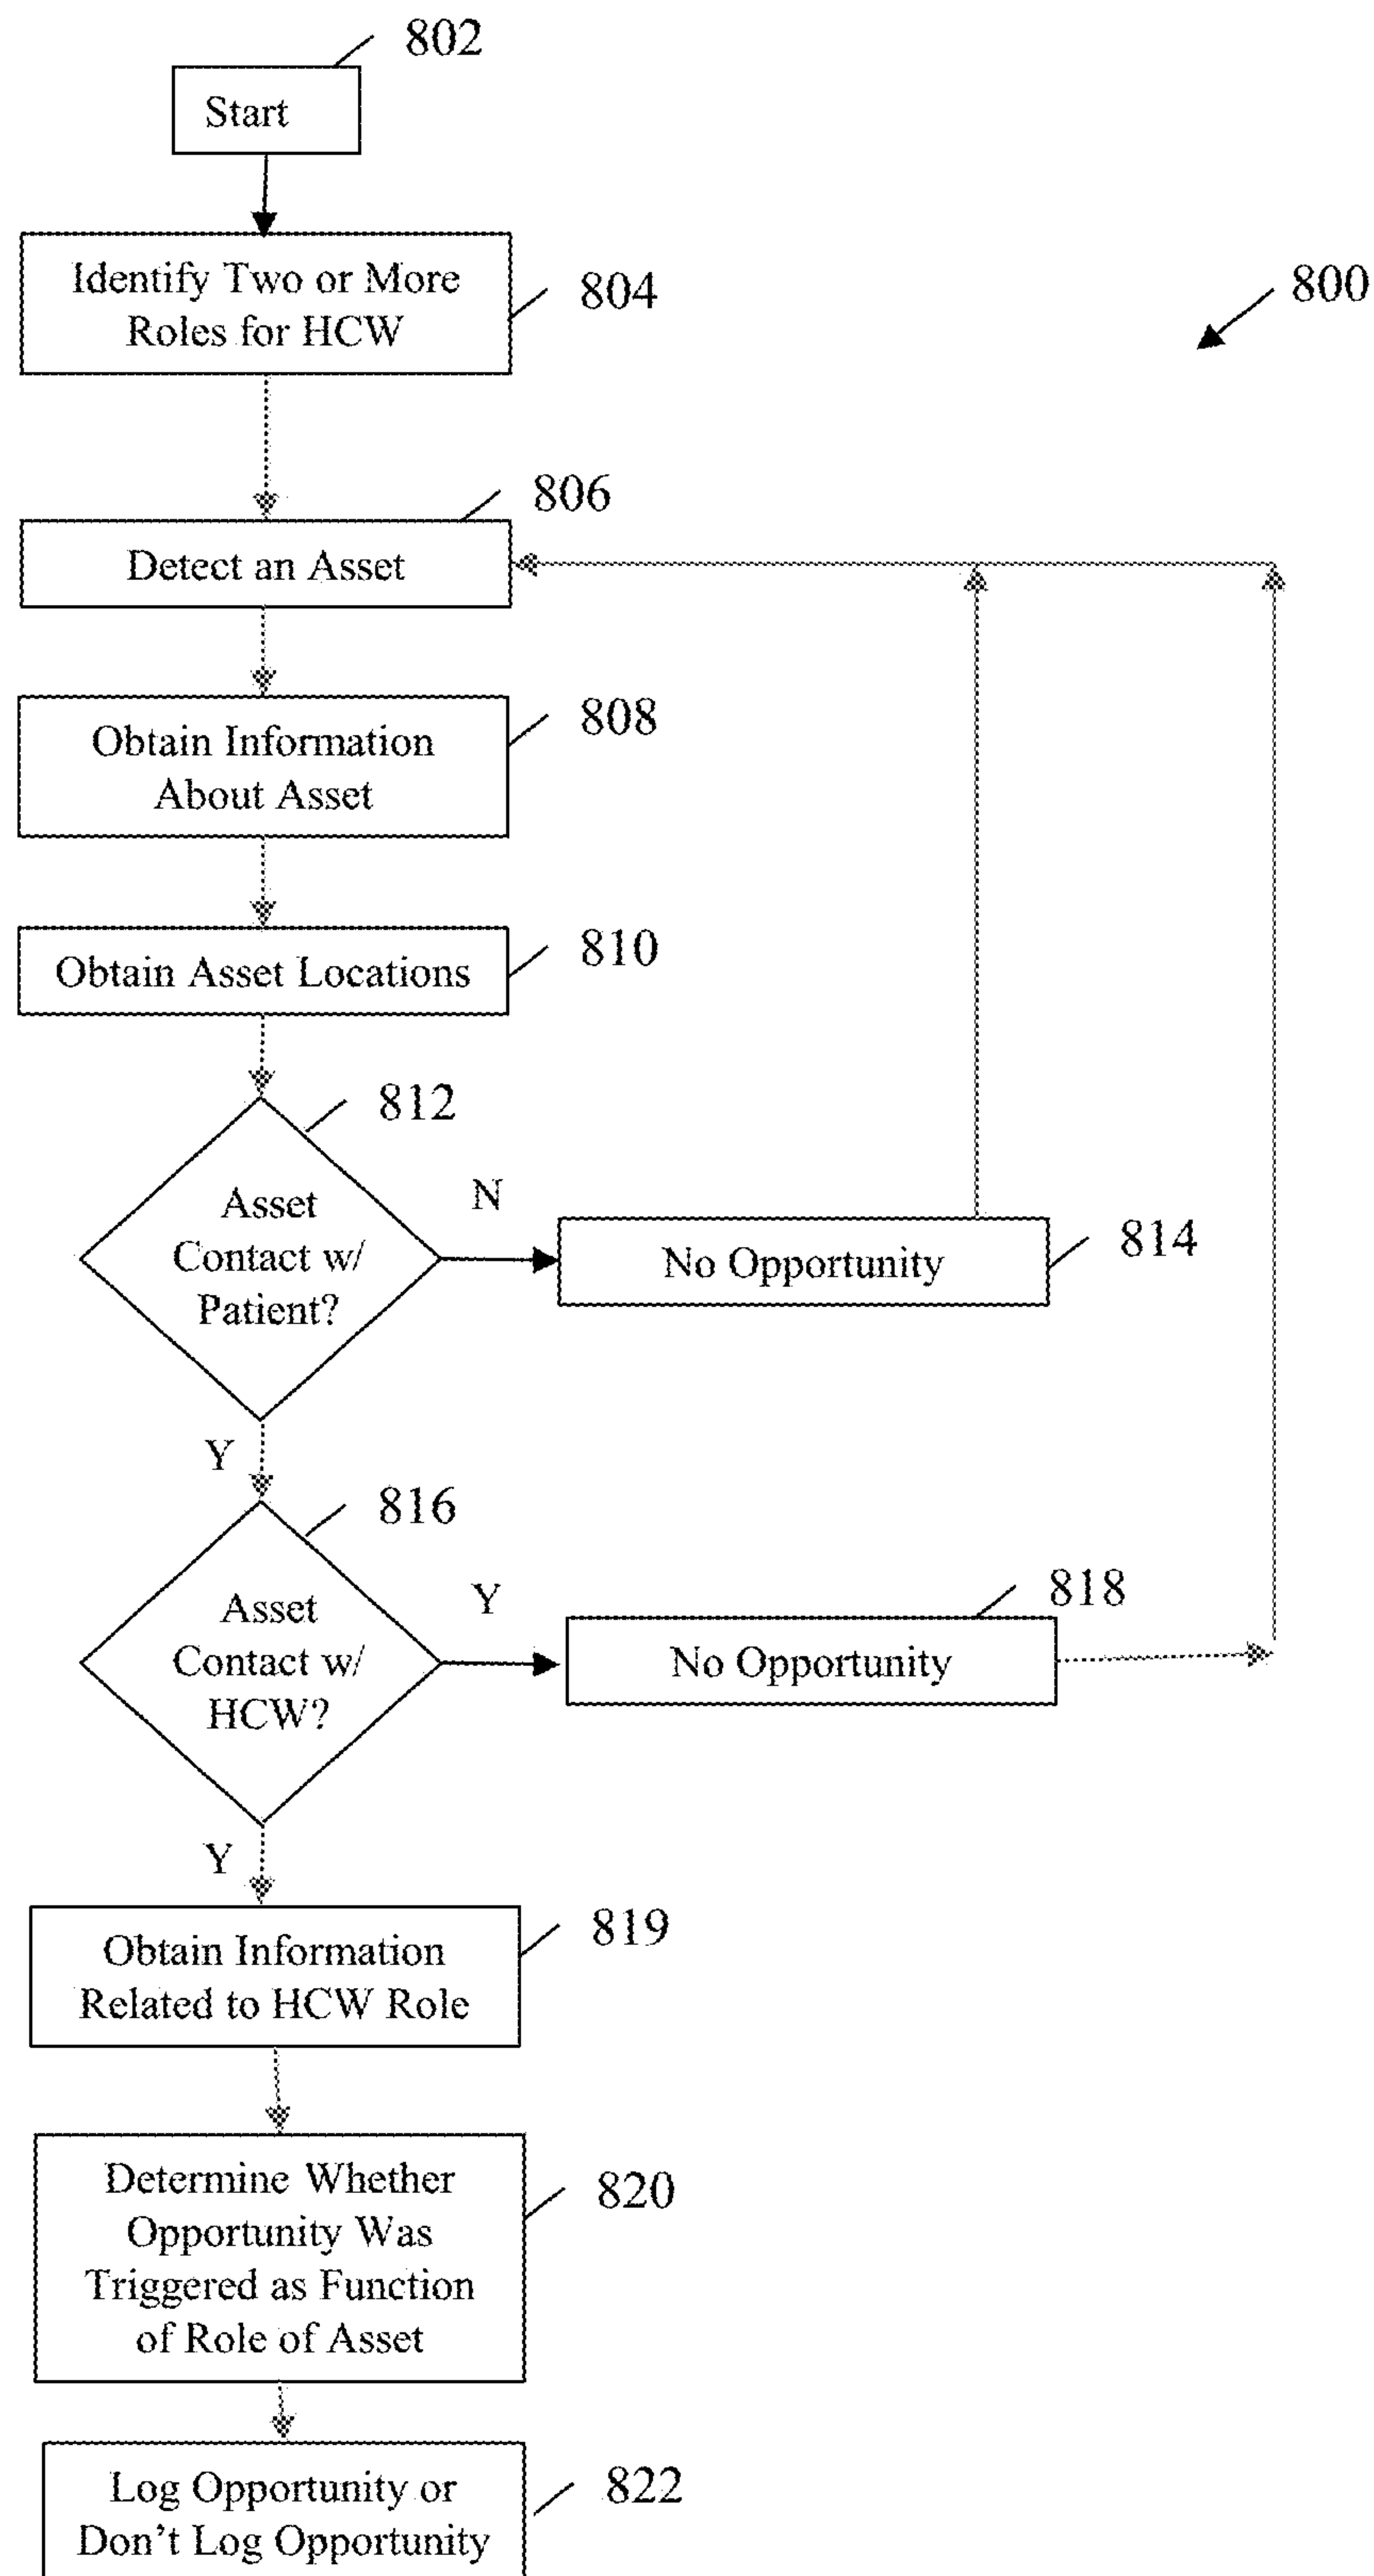 802
Start
Identify Two or More
Roles for HCW
804
800
806
Detect an Asset
808
Obtain Information
About Asset
810
Obtain Asset Locations
812
Asset
Contact w/
Patient?
N
No Opportunity
814
Y
816
Asset
Contact w/
HCW?
Y
818
No Opportunity
Y
819
Obtain Information
Related to HCW Role
Determine Whether
Opportunity Was
Triggered as Function
of Role of Asset
820
Log Opportunity or
Don't Log Opportunity
822